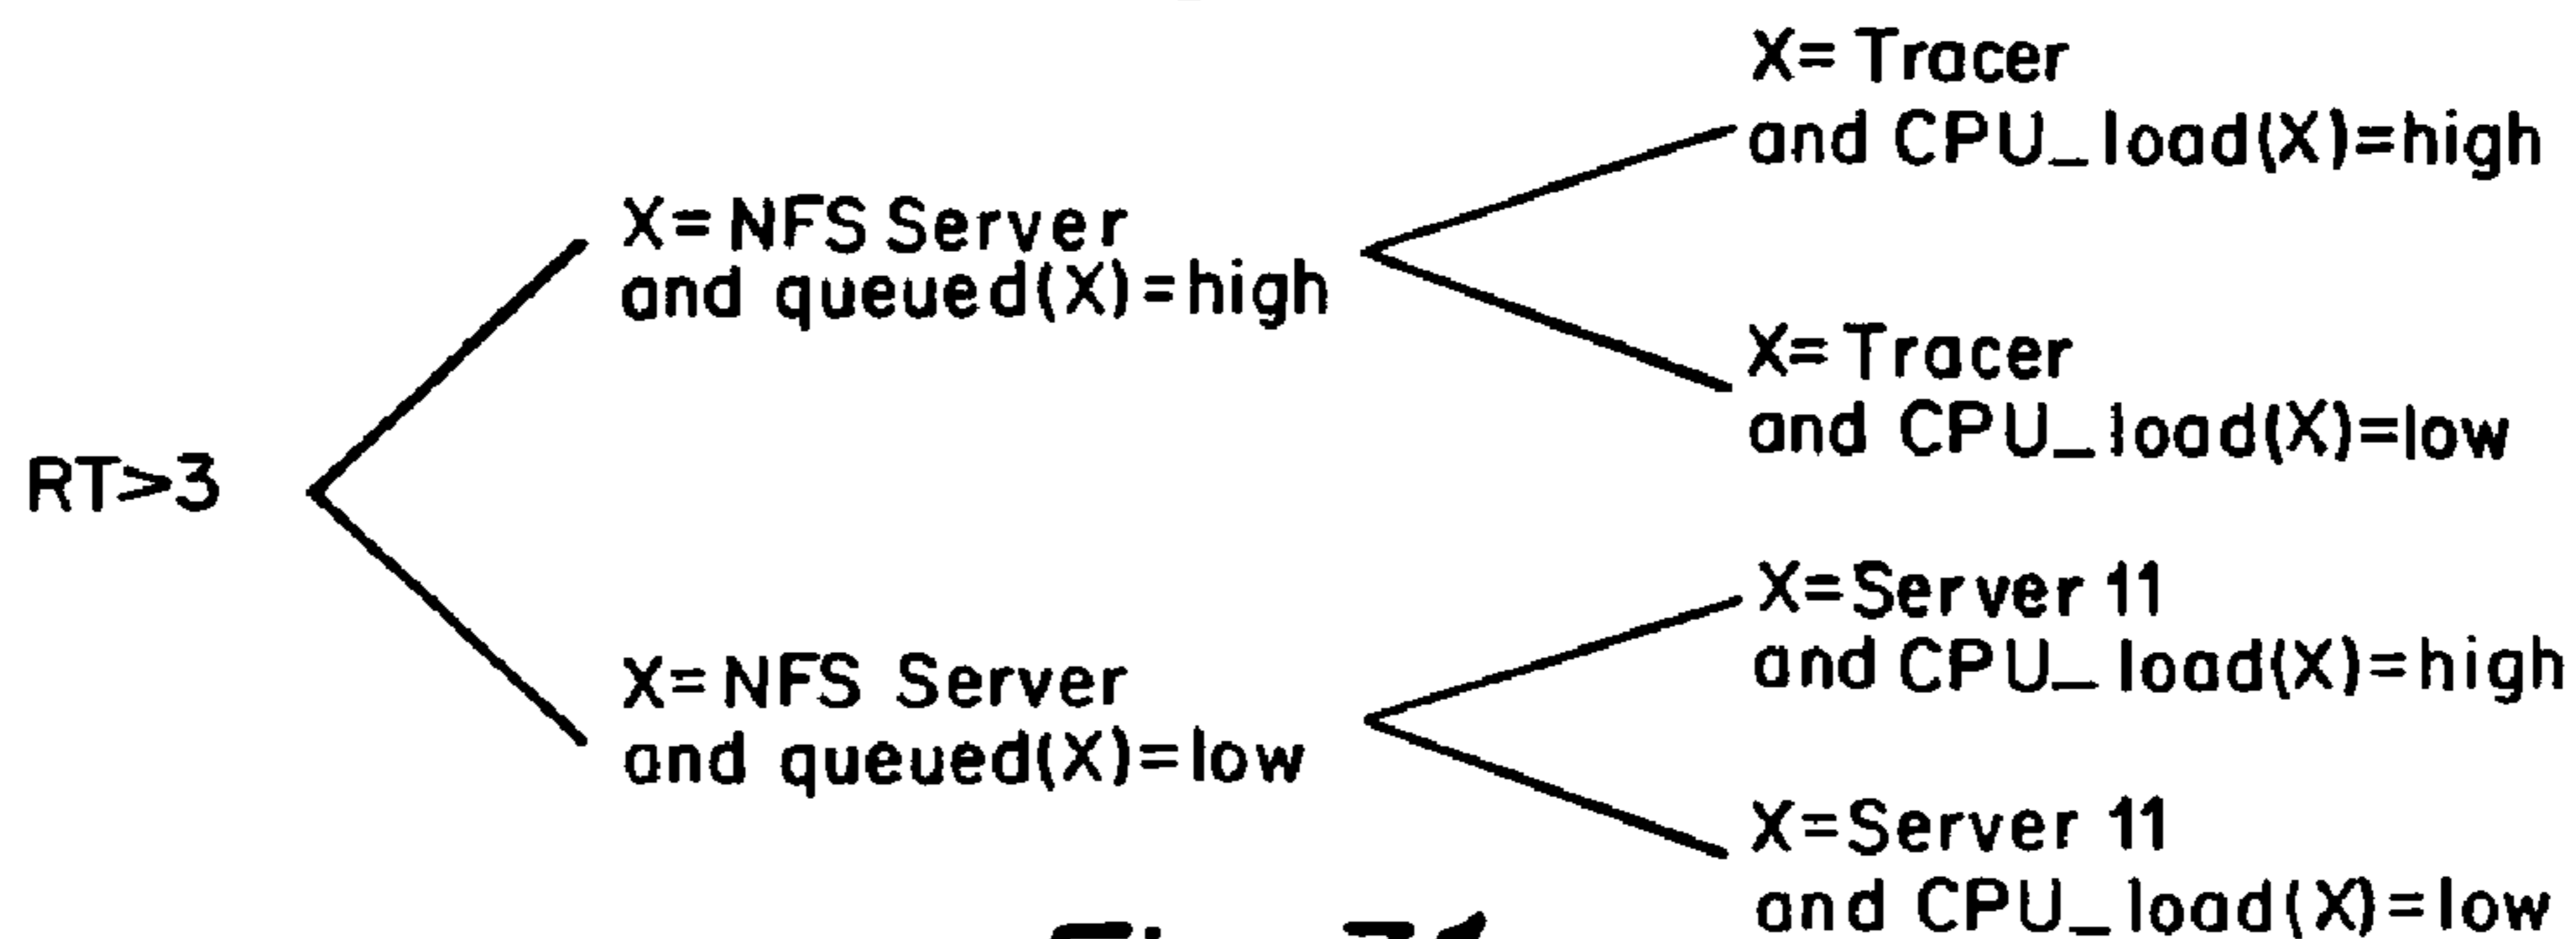 X= Tracer
and CPU_load(X)=high
X= NFS Server
and queued(X)=high
X= Tracer
and CPU_load(X)=low
RT>3
X=Server 11
and CPU_load(X)=high
X= NFS Server
and queued(X)=low
X=Server 11
and CPU_load(X)=low